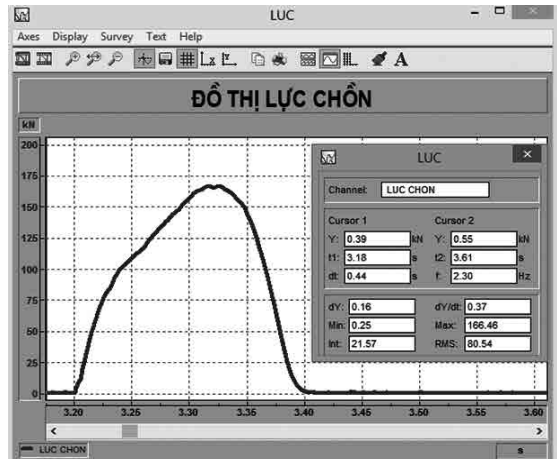 LUC
Axes Display Survey Text Help
ĐỒ THỊ LỰC CHỒN
kN
200
175
150
125
100
75
50
25
0
3.20 3.25 3.30 3.35 3.40 3.45 3.50 3.55 3.60
LUC CHON
s
LUC
Channel: LUC CHON
Cursor 1 Cursor 2
Y: 0.39 kN Y: 0.55 kN
t1: 3.18 s t2: 3.61 s
dt: 0.44 s f: 2.30 Hz
dY: 0.16 dY/dt: 0.37
Min: 0.25 Max: 166.46
Int: 21.57 RMS: 80.54